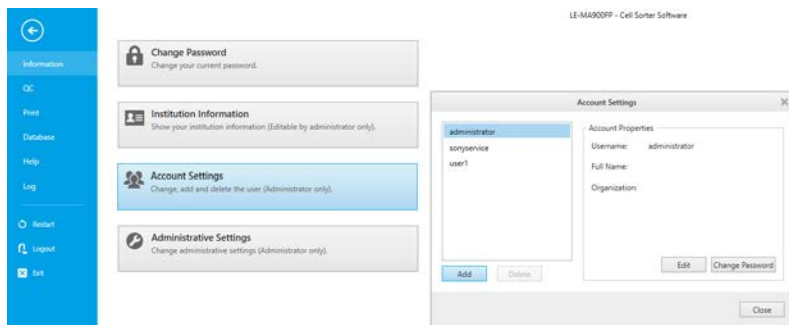 LE-MA900FP - Cell Sorter Software
Information
QC
Print
Database
Help
Log
Restart
Logout
Exit
Change Password
Change your current password.
Institution Information
Show your institution information (Editable by administrator only).
Account Settings
Change, add and delete the user (Administrator only).
Administrative Settings
Change administrative settings (Administrator only).
Account Settings
administrator
sonyservice
user1
Add
Delete
Account Properties
Username: administrator
Full Name:
Organization:
Edit
Change Password
Close